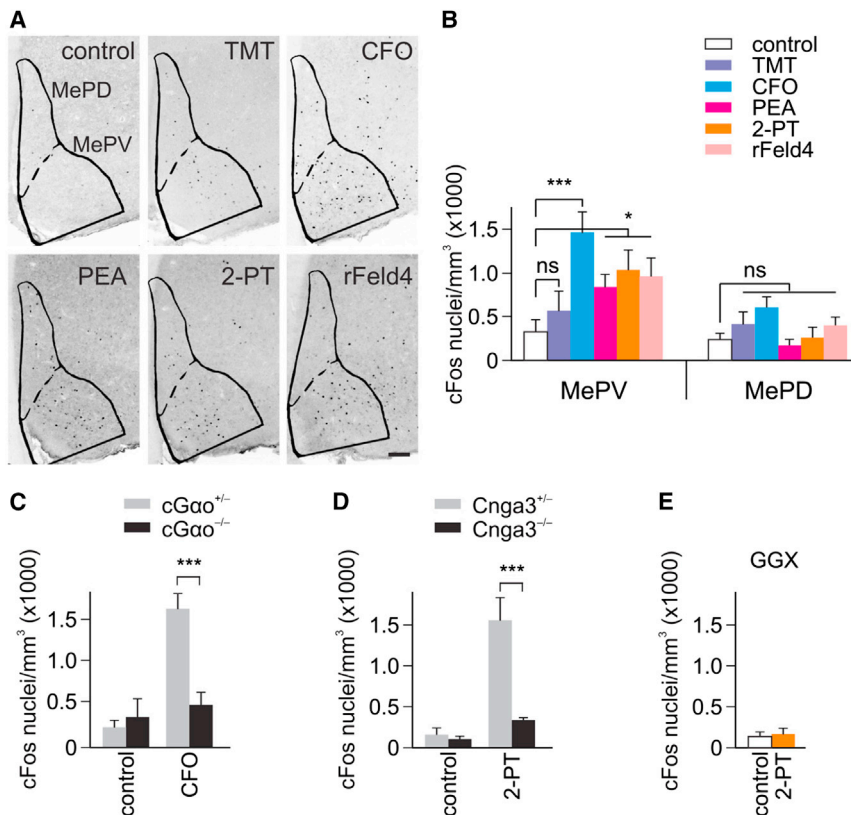 A
control
TMT
CFO
MePD
MePV
PEA
2-PT
rFeld4
B
control
TMT
CFO
PEA
2-PT
rFeld4
cFos nuclei/mm³ (x1000)
1.5
1.0
0.5
0
***
*
ns
ns
MePV
MePD
C
cGαo⁺/⁻
cGαo⁻/⁻
cFos nuclei/mm³ (x1000)
1.5
1.0
0.5
0
***
control
CFO
D
Cnga3⁺/⁻
Cnga3⁻/⁻
cFos nuclei/mm³ (x1000)
1.5
1.0
0.5
0
***
control
2-PT
E
GGX
cFos nuclei/mm³ (x1000)
1.5
1.0
0.5
0
control
2-PT